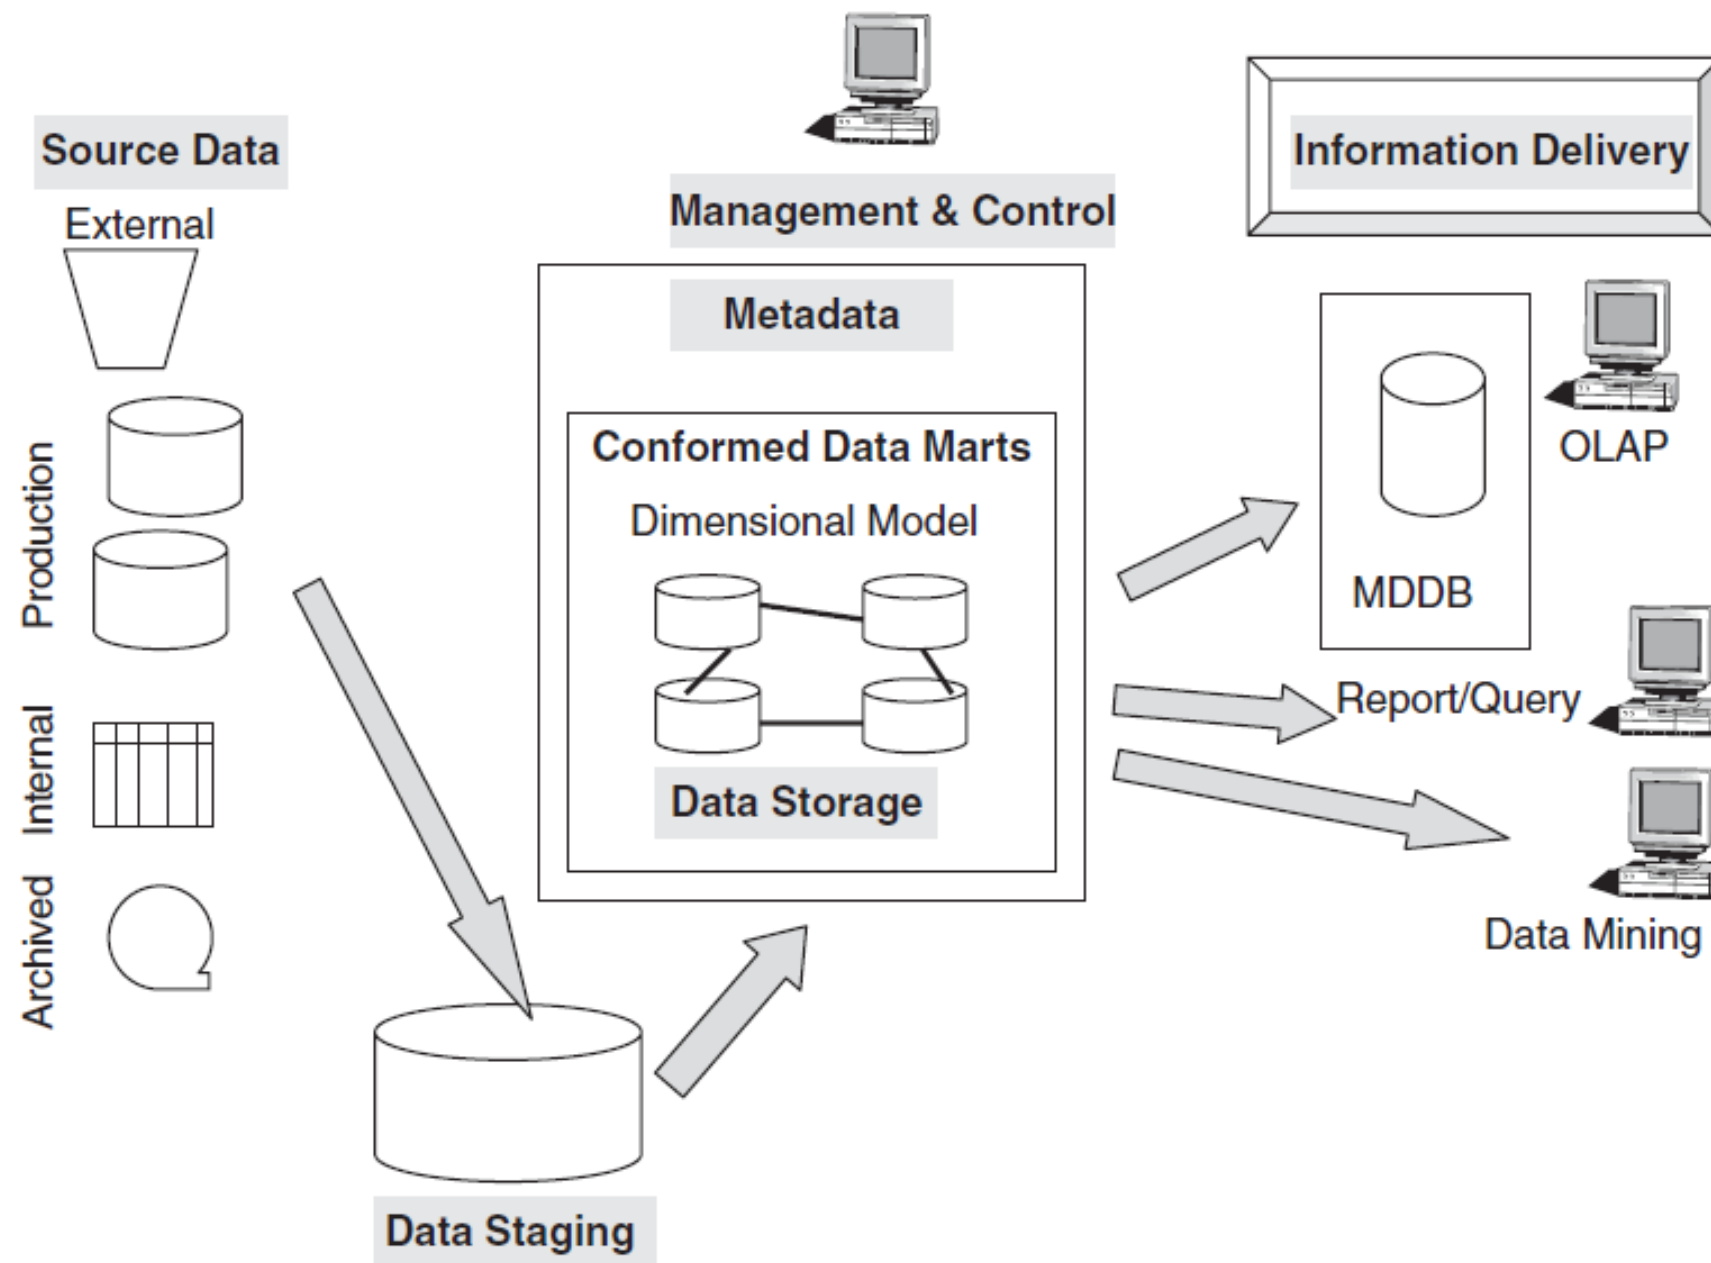 Source Data
External
Production
Internal
Archived
Data Staging
Management & Control
Metadata
Conformed Data Marts
Dimensional Model
Data Storage
Information Delivery
OLAP
MDDB
Report/Query
Data Mining